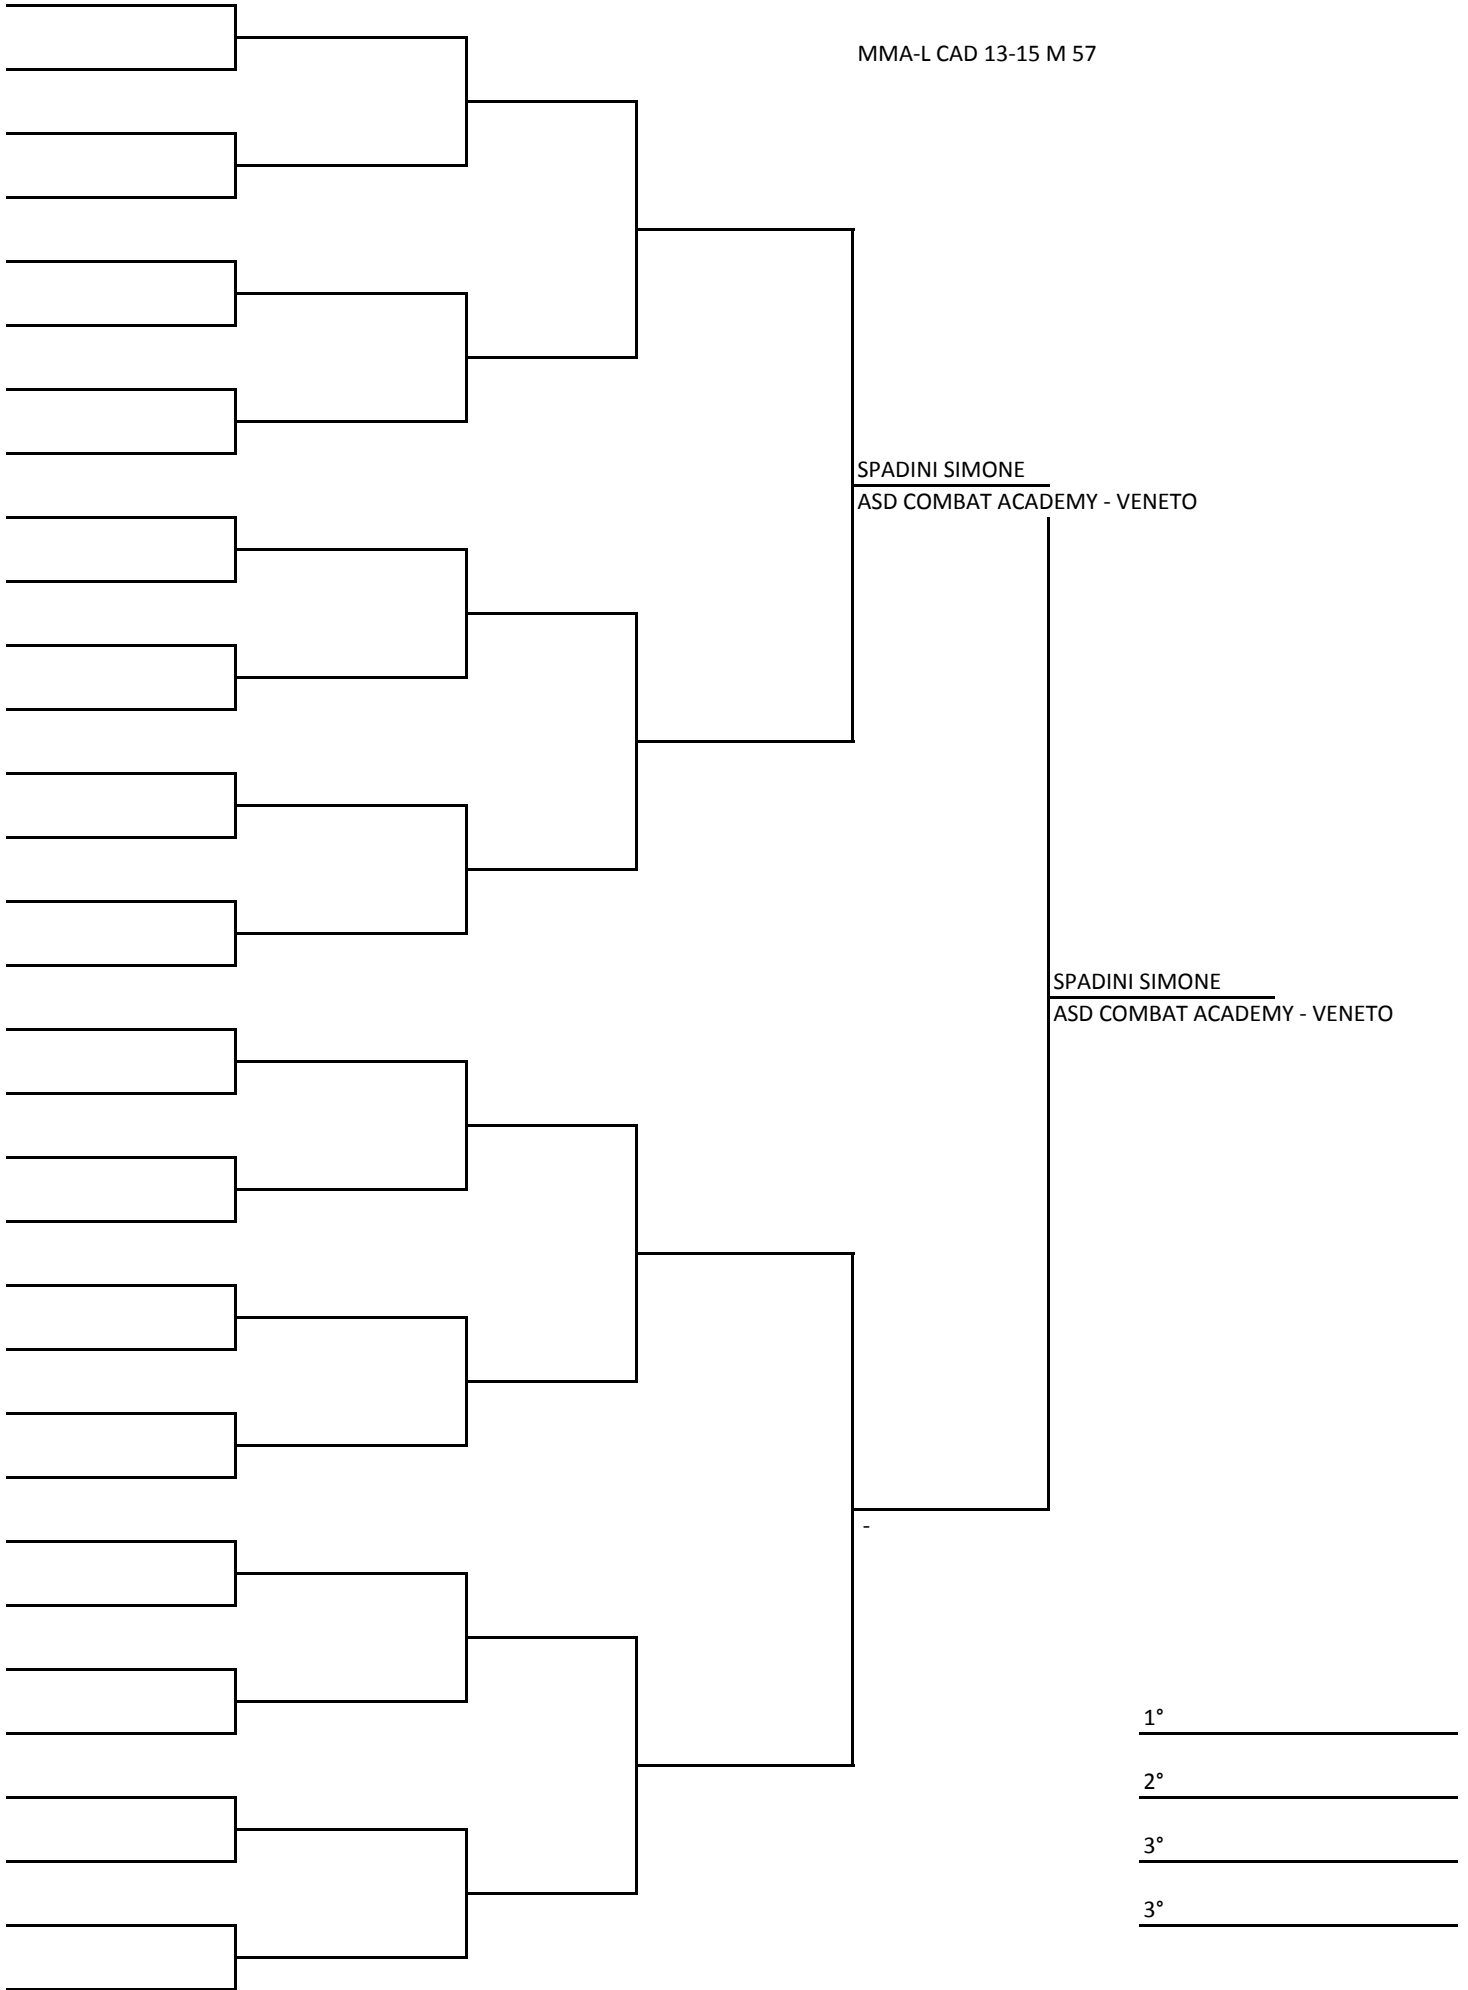 MMA-L CAD 13-15 M 57
SPADINI SIMONE
ASD COMBAT ACADEMY - VENETO
SPADINI SIMONE
ASD COMBAT ACADEMY - VENETO
-
1°
2°
3°
3°